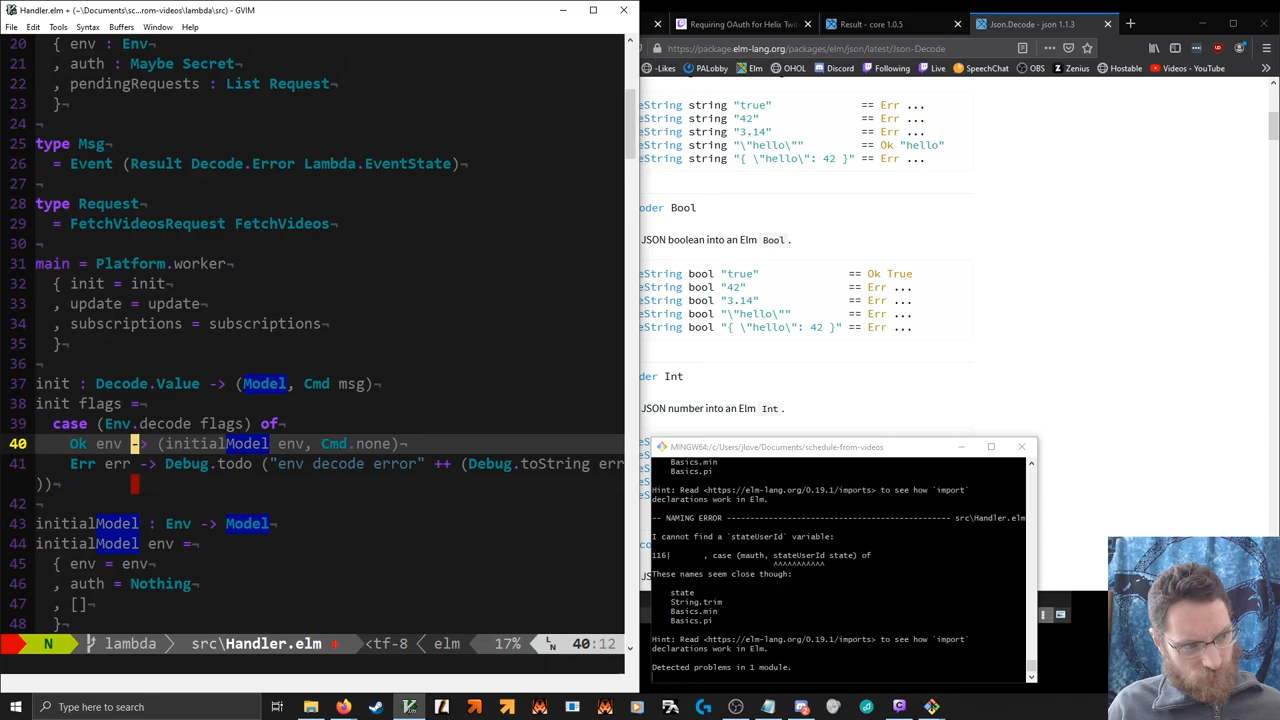 Handler.elm + (~\Documents\sc...rom-videos\lambda\src) - GVIM
File Edit Tools Syntax Buffers Window Help
20 { env : Env
21 , auth : Maybe Secret
22 , pendingRequests : List Request¬
23 }¬
24 ¬
25 type Msg¬
26 = Event (Result Decode.Error Lambda.EventState)¬
27 ¬
28 type Request¬
29 = FetchVideosRequest FetchVideos¬
30 ¬
31 main = Platform.worker¬
32 { init = init¬
33 , update = update¬
34 , subscriptions = subscriptions¬
35 }¬
36 ¬
37 init : Decode.Value -> (Model, Cmd msg)¬
38 init flags =¬
39 case (Env.decode flags) of¬
40 Ok env -> (initialModel env, Cmd.none)¬
41 Err err -> Debug.todo ("env decode error" ++ (Debug.toString err
))¬
42 ¬
43 initialModel : Env -> Model¬
44 initialModel env =¬
45 { env = env¬
46 , auth = Nothing¬
47 , []¬
48 }¬
N lambda src\Handler.elm + <tf-8 elm 17% LN 40:12
Requiring OAuth for Helix Twit
Result - core 1.0.5
Json.Decode - json 1.1.3
https://package.elm-lang.org/packages/elm/json/latest/Json-Decode
-Likes PALobby Elm OHOL Discord Following Live SpeechChat OBS Zenius Hostable Videos - YouTube
eString string "true" == Err ...
eString string "42" == Err ...
eString string "3.14" == Err ...
eString string "\"hello\"" == Ok "hello"
eString string "{ \"hello\": 42 }" == Err ...
oder Bool
JSON boolean into an Elm Bool.
eString bool "true" == Ok True
eString bool "42" == Err ...
eString bool "3.14" == Err ...
eString bool "\"hello\"" == Err ...
eString bool "{ \"hello\": 42 }" == Err ...
der Int
JSON number into an Elm Int.
MINGW64:/c/Users/jlove/Documents/schedule-from-videos
Basics.min
Basics.pi
Hint: Read <https://elm-lang.org/0.19.1/imports> to see how `import`
declarations work in Elm.
-- NAMING ERROR ---------------------------------------------- src\Handler.elm
I cannot find a `stateUserId` variable:
116| , case (mauth, stateUserId state) of
^^^^^^^^^^^
These names seem close though:
state
String.trim
Basics.min
Basics.pi
Hint: Read <https://elm-lang.org/0.19.1/imports> to see how `import`
declarations work in Elm.
Detected problems in 1 module.
Type here to search